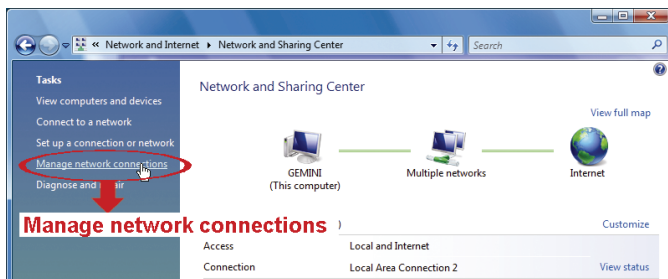 « Network and Internet ▸ Network and Sharing Center
Search
Tasks
View computers and devices
Connect to a network
Set up a connection or network
Manage network connections
Diagnose and
Network and Sharing Center
View full map
GEMINI
(This computer)
Multiple networks
Internet
Manage network connections
)
Customize
Access
Local and Internet
Connection
Local Area Connection 2
View status